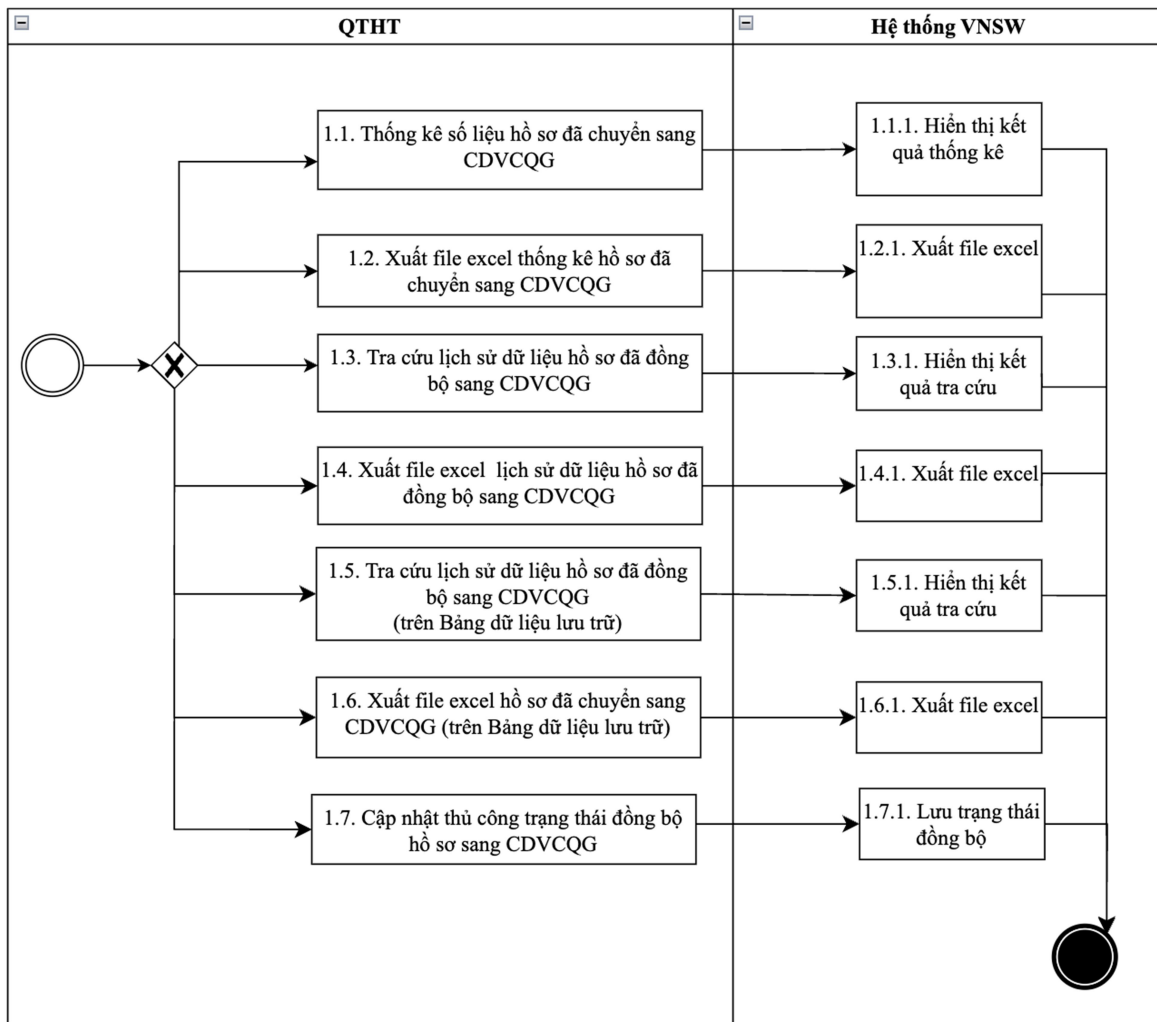 QTHT
Hệ thống VNSW
1.1. Thống kê số liệu hồ sơ đã chuyển sang
CDVCQG
1.1.1. Hiển thị kết
quả thống kê
1.2. Xuất file excel thống kê hồ sơ đã
chuyển sang CDVCQG
1.2.1. Xuất file excel
1.3. Tra cứu lịch sử dữ liệu hồ sơ đã đồng
bộ sang CDVCQG
1.3.1. Hiển thị kết
quả tra cứu
1.4. Xuất file excel  lịch sử dữ liệu hồ sơ đã
đồng bộ sang CDVCQG
1.4.1. Xuất file excel
1.5. Tra cứu lịch sử dữ liệu hồ sơ đã đồng
bộ sang CDVCQG
(trên Bảng dữ liệu lưu trữ)
1.5.1. Hiển thị kết
quả tra cứu
1.6. Xuất file excel hồ sơ đã chuyển sang
CDVCQG (trên Bảng dữ liệu lưu trữ)
1.6.1. Xuất file excel
1.7. Cập nhật thủ công trạng thái đồng bộ
hồ sơ sang CDVCQG
1.7.1. Lưu trạng thái
đồng bộ